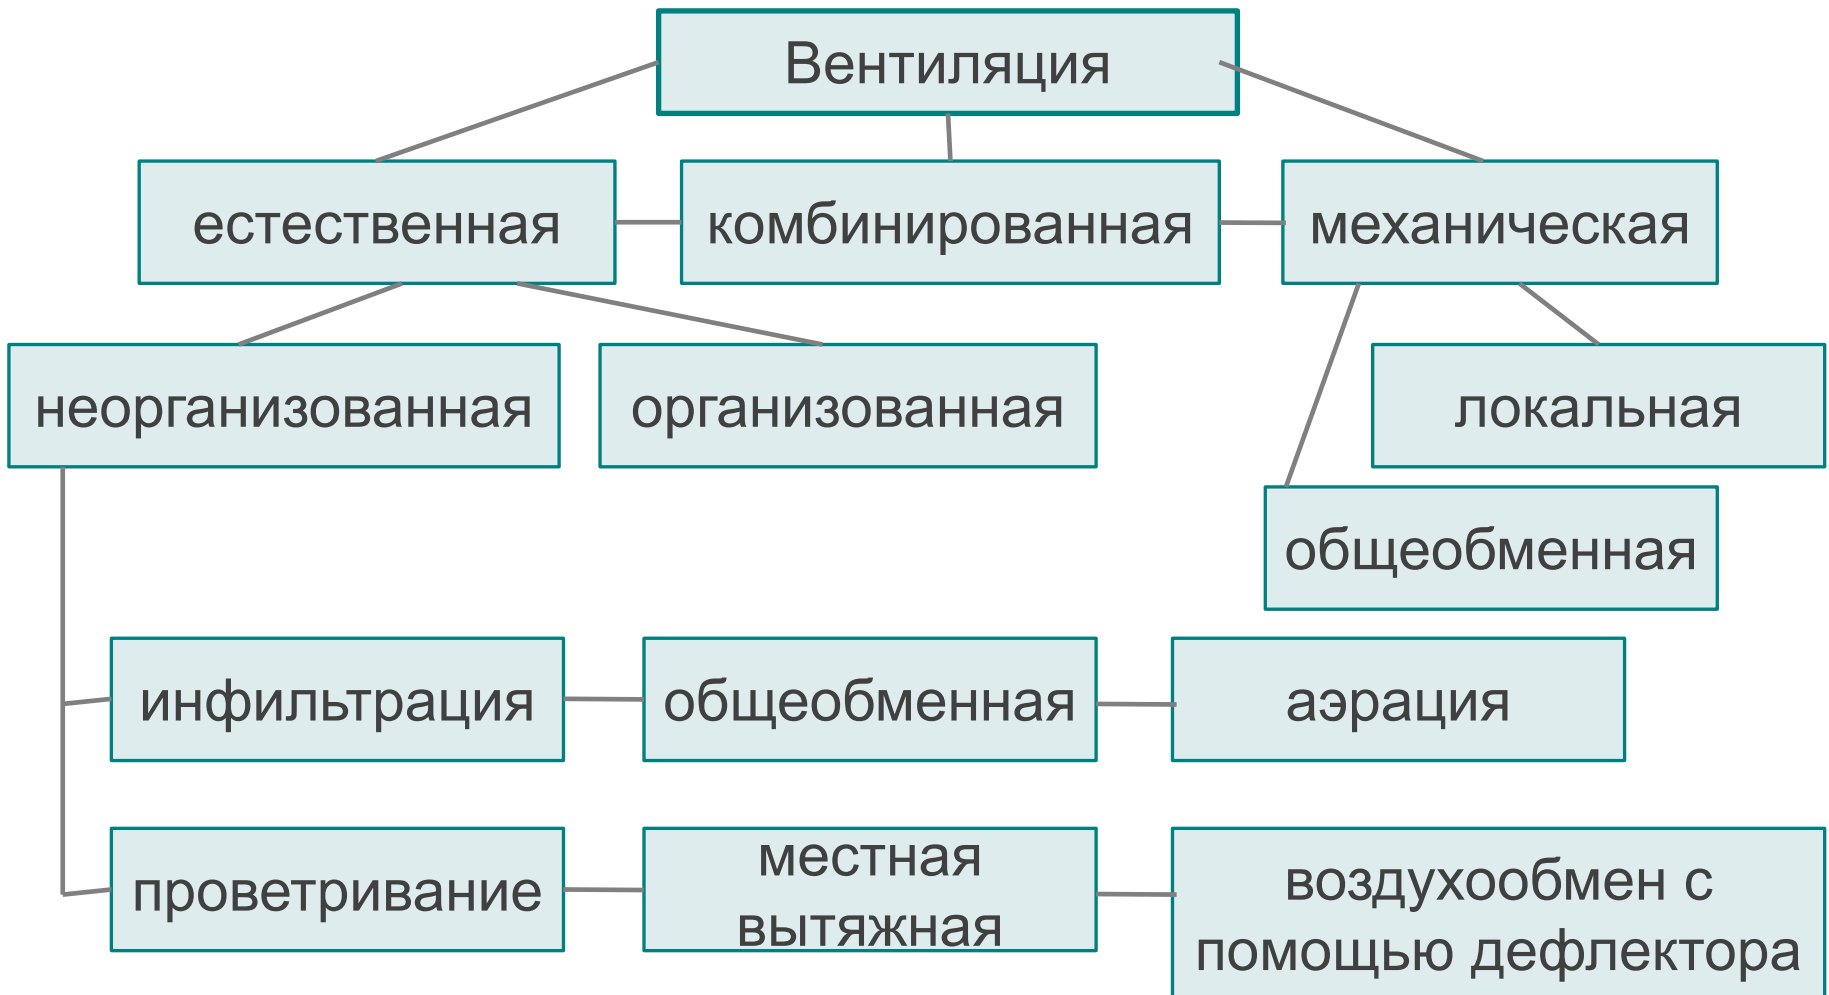 Вентиляция
естественная
комбинированная
механическая
неорганизованная
организованная
локальная
общеобменная
инфильтрация
общеобменная
аэрация
проветривание
местная
вытяжная
воздухообмен с
помощью дефлектора